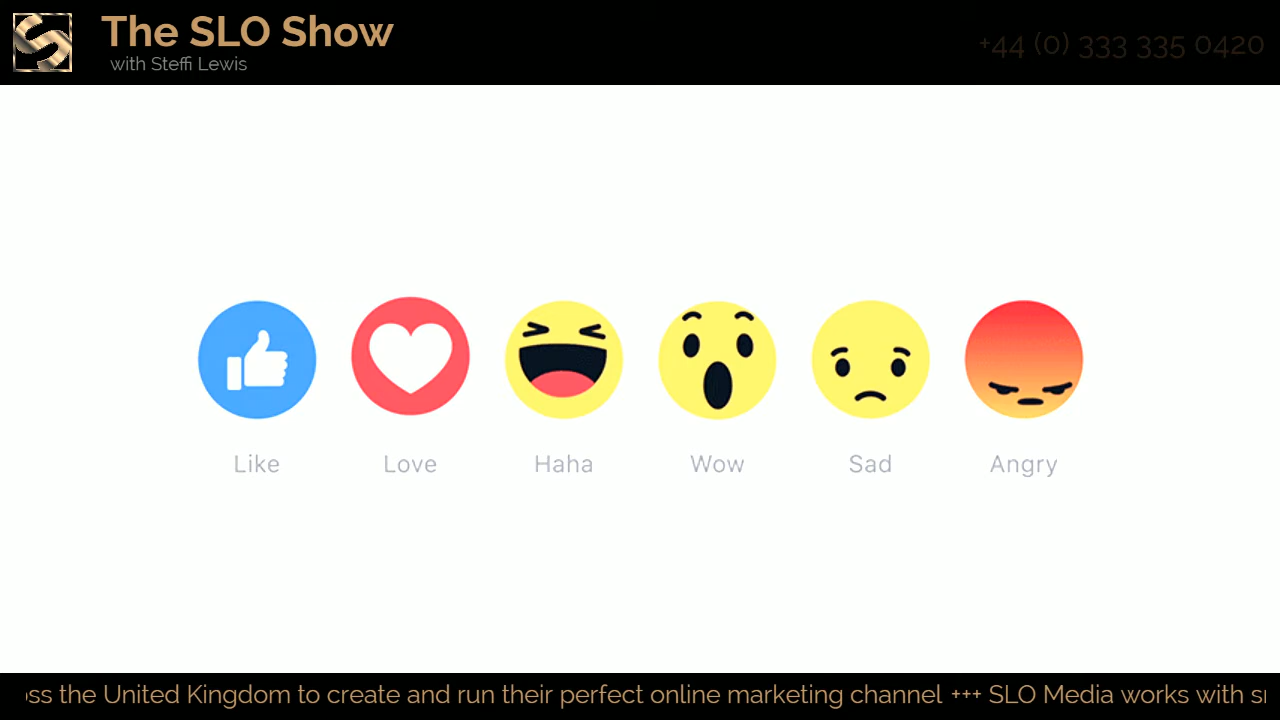 The SLO Show
with Steffi Lewis
+44 (0) 333 335 0420
Like Love Haha Wow Sad Angry
the United Kingdom to create and run their perfect online marketing channel +++ SLO Media works with